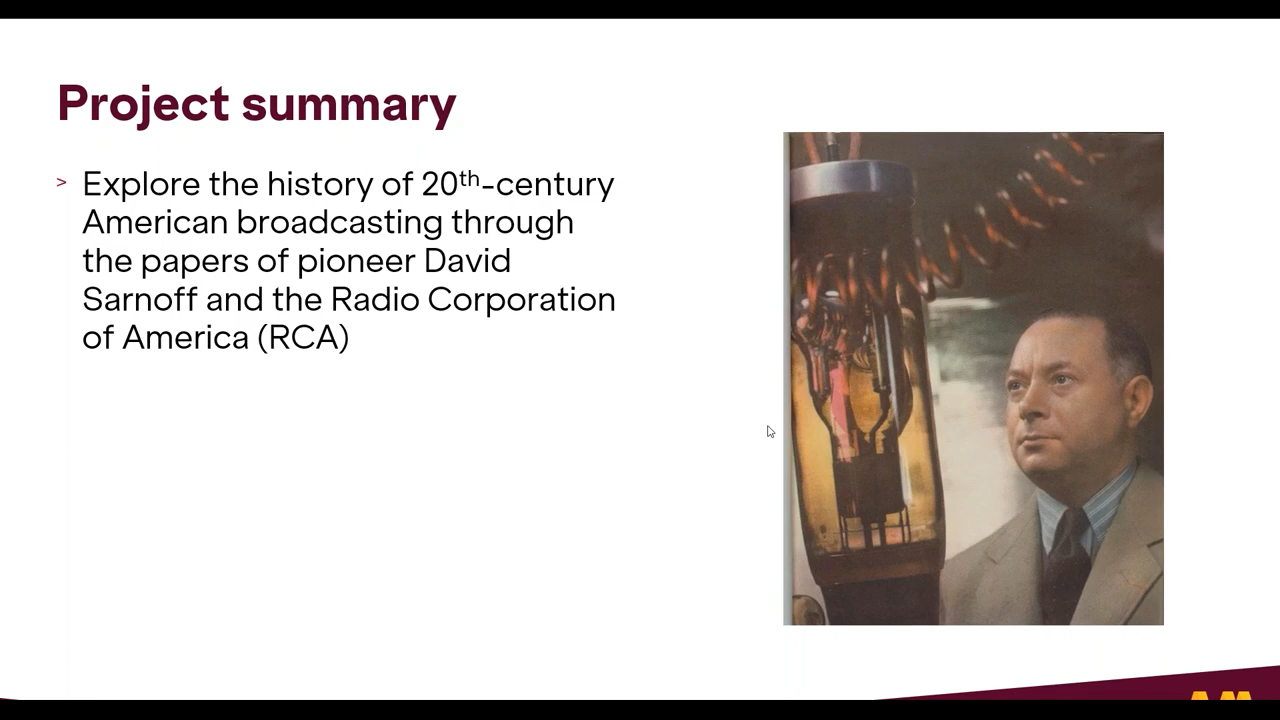 Project summary
> Explore the history of 20th-century
American broadcasting through
the papers of pioneer David
Sarnoff and the Radio Corporation
of America (RCA)